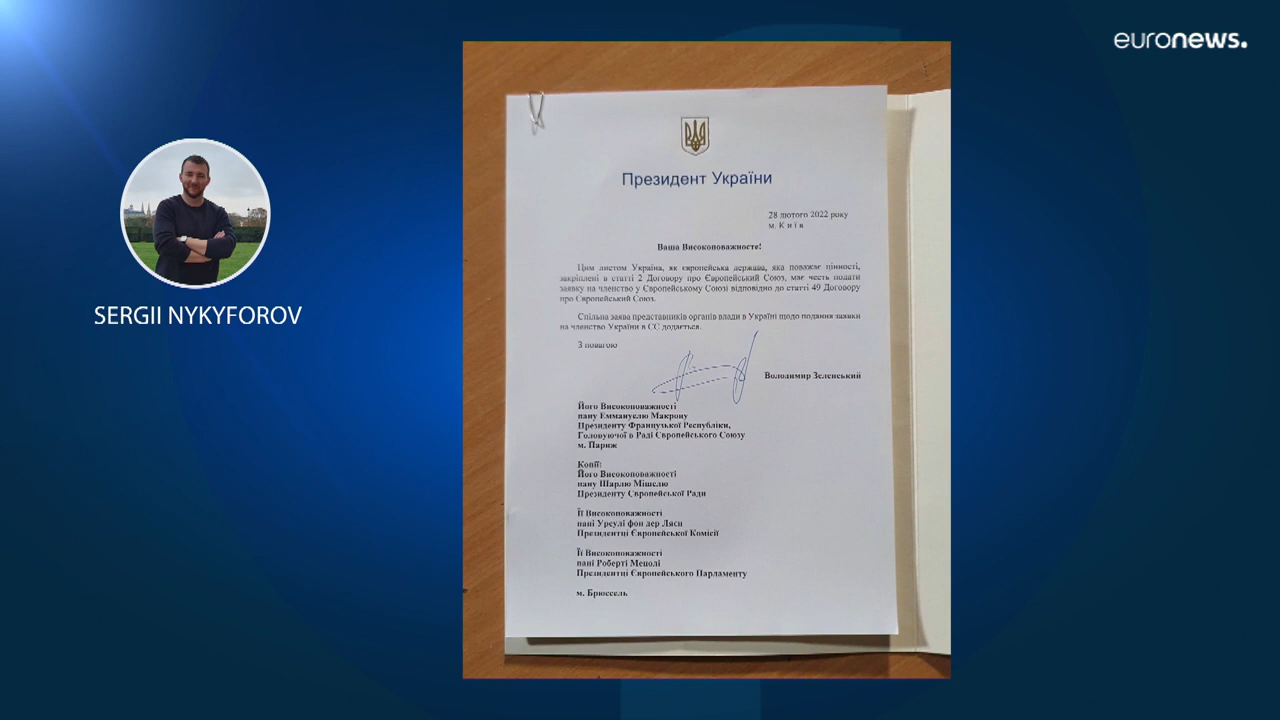 euronews.
SERGII NYKYFOROV
Президент України
28 лютого 2022 року
м. К и ї в
Ваша Високоповажносте!
Цим листом Україна, як європейська держава, яка поважає цінності,
закріплені в статті 2 Договору про Європейський Союз, має честь подати
заявку на членство у Європейському Союзі відповідно до статті 49 Договору
про Європейський Союз.
Спільна заява представників органів влади в Україні щодо подання заявки
на членство України в ЄС додається.
З повагою
Володимир Зеленський
Його Високоповажності
пану Еммануелю Макрону
Президенту Французької Республіки,
Головуючої в Раді Європейського Союзу
м. Париж
Копії:
Його Високоповажності
пану Шарлю Мішелю
Президенту Європейської Ради
Її Високоповажності
пані Урсулі фон дер Ляєн
Президентці Європейської Комісії
Її Високоповажності
пані Роберті Мецолі
Президентці Європейського Парламенту
м. Брюссель